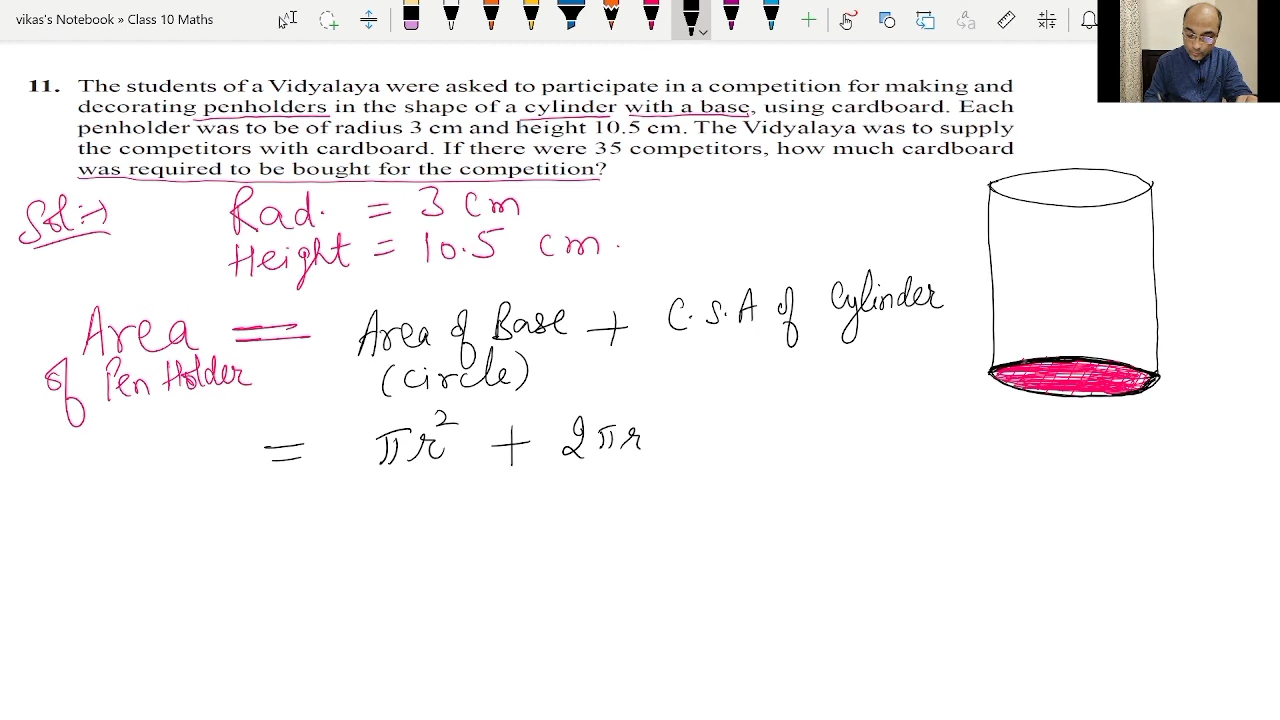 vikas's Notebook » Class 10 Maths
11. The students of a Vidyalaya were asked to participate in a competition for making and
decorating penholders in the shape of a cylinder with a base, using cardboard. Each
penholder was to be of radius 3 cm and height 10.5 cm. The Vidyalaya was to supply
the competitors with cardboard. If there were 35 competitors, how much cardboard
was required to be bought for the competition?
Sol:→ Rad. = 3 cm
Height = 10.5 cm.
Area = Area of Base + C.S.A of Cylinder
of Pen Holder (circle)
= πr² + 2πr